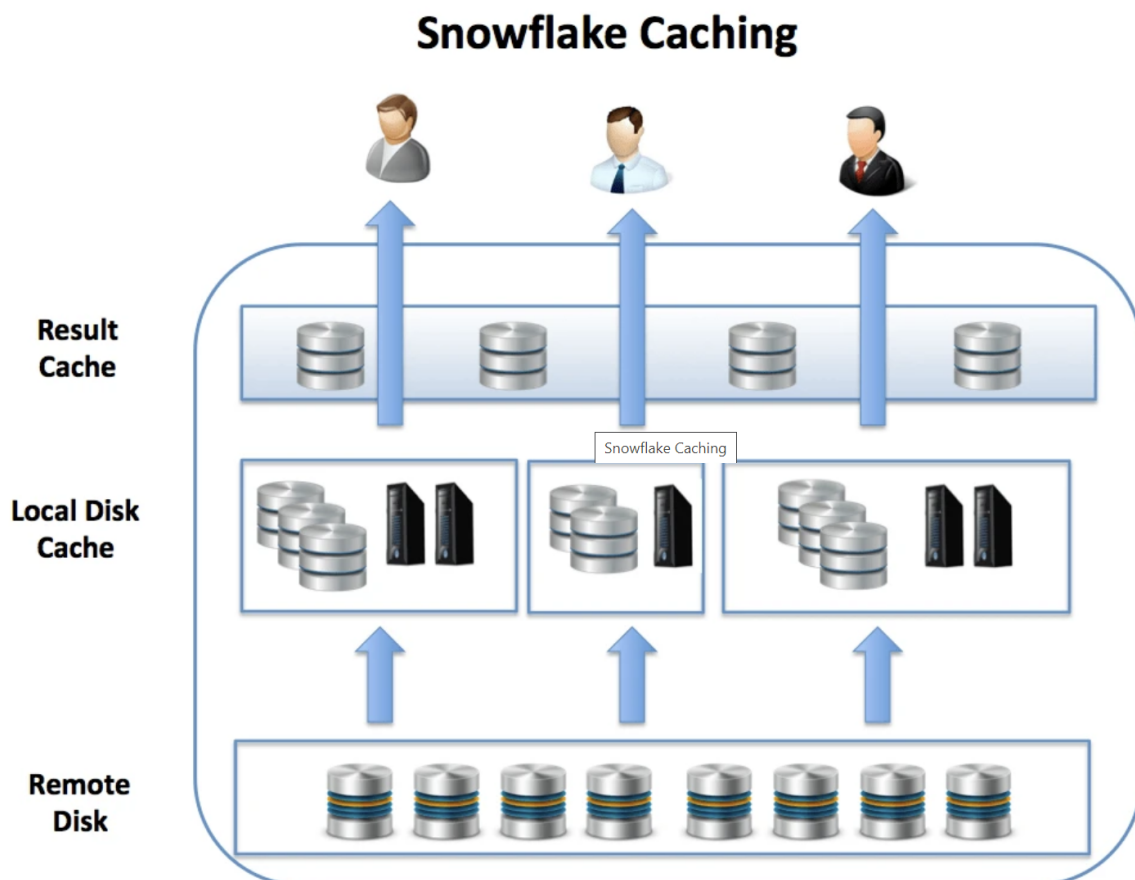 Snowflake Caching
Result
Cache
Snowflake Caching
Local Disk
Cache
Remote
Disk